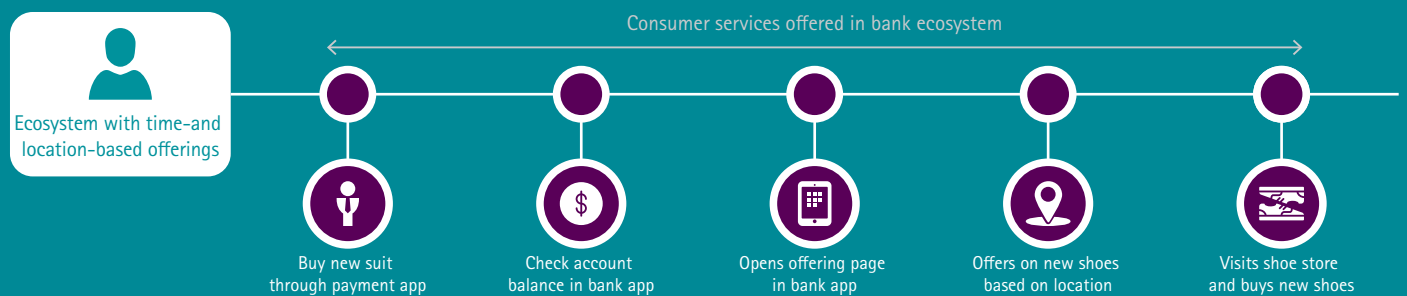 Consumer services offered in bank ecosystem
Ecosystem with time-and
location-based offerings
$
Buy new suit
through payment app
Check account
balance in bank app
Opens offering page
in bank app
Offers on new shoes
based on location
Visits shoe store
and buys new shoes